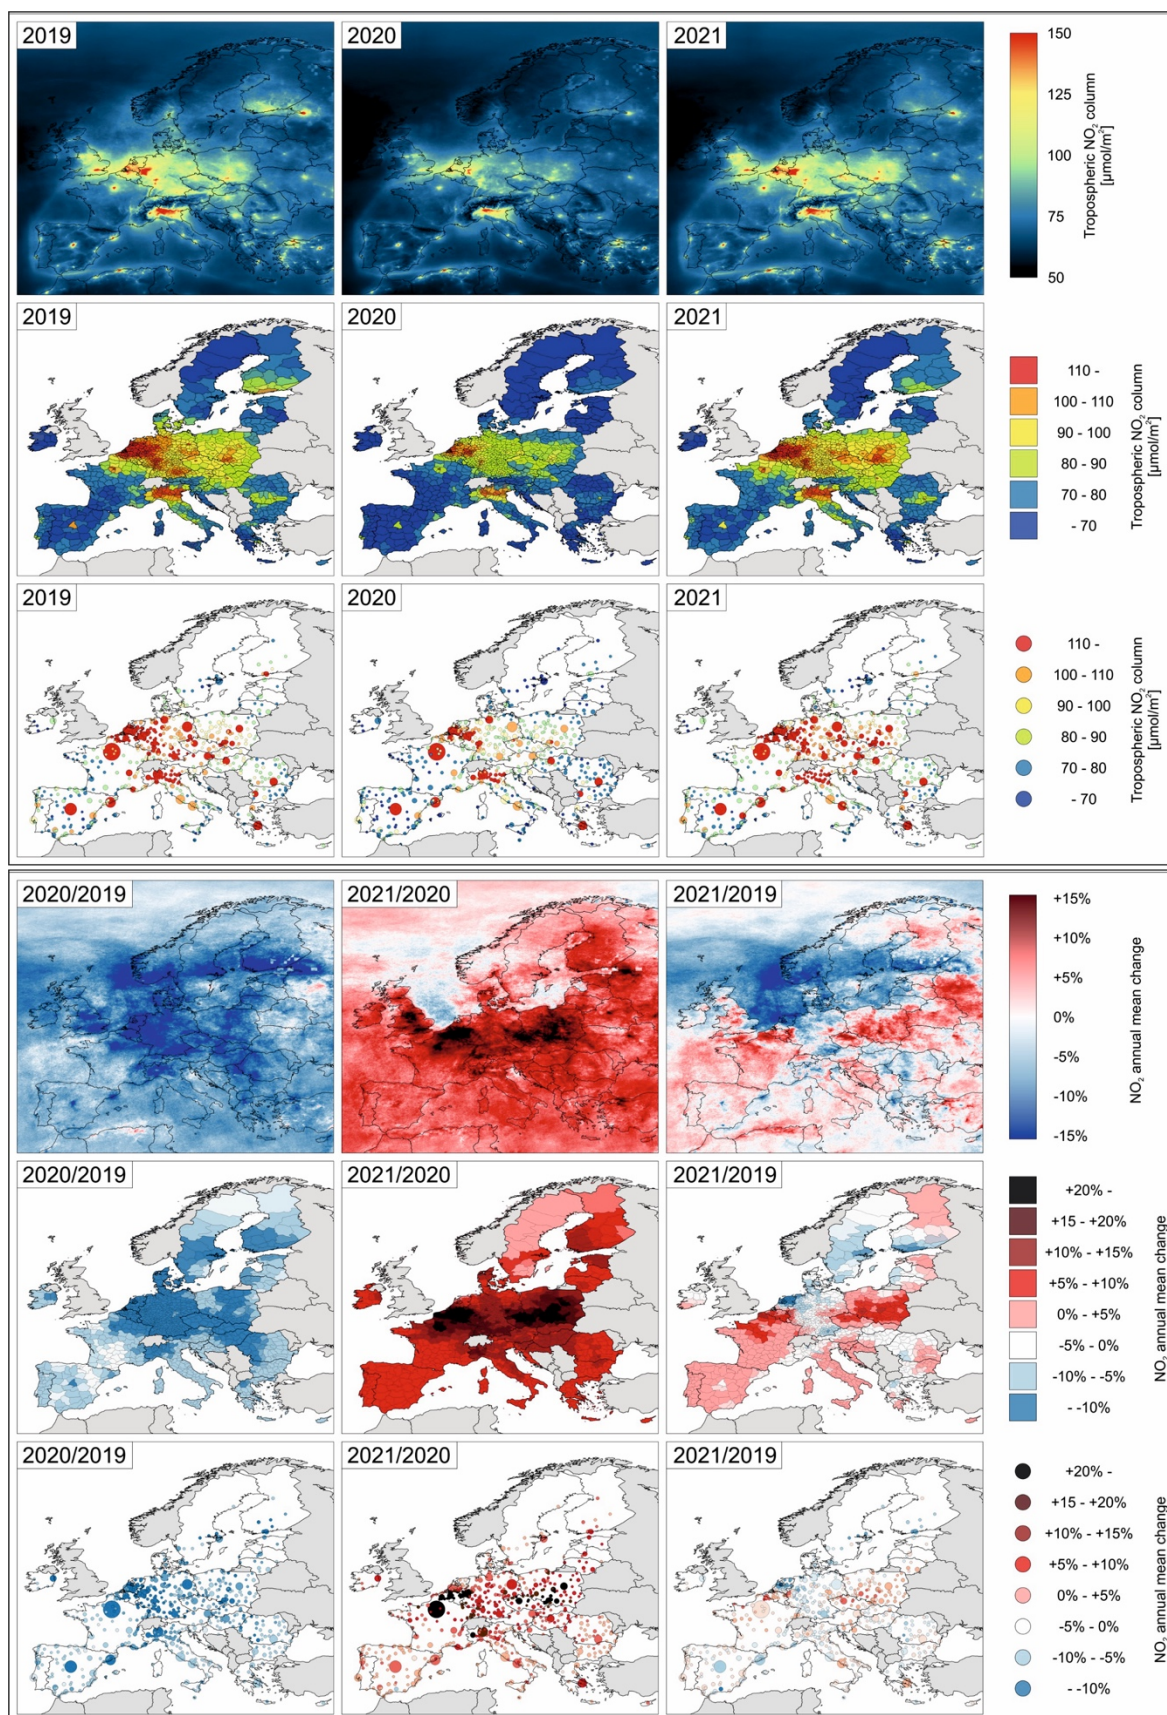 2019
2020
2021
150
125
100
75
50
Tropospheric NO₂ column
[μmol/m²]
2019
2020
2021
110 -
100 - 110
90 - 100
80 - 90
70 - 80
- 70
Tropospheric NO₂ column
[μmol/m²]
2019
2020
2021
110 -
100 - 110
90 - 100
80 - 90
70 - 80
- 70
Tropospheric NO₂ column
[μmol/m²]
2020/2019
2021/2020
2021/2019
+15%
+10%
+5%
0%
-5%
-10%
-15%
NO₂ annual mean change
2020/2019
2021/2020
2021/2019
+20% -
+15 - +20%
+10% - +15%
+5% - +10%
0% - +5%
-5% - 0%
-10% - -5%
- -10%
NO₂ annual mean change
2020/2019
2021/2020
2021/2019
+20% -
+15 - +20%
+10% - +15%
+5% - +10%
0% - +5%
-5% - 0%
-10% - -5%
- -10%
NO₂ annual mean change